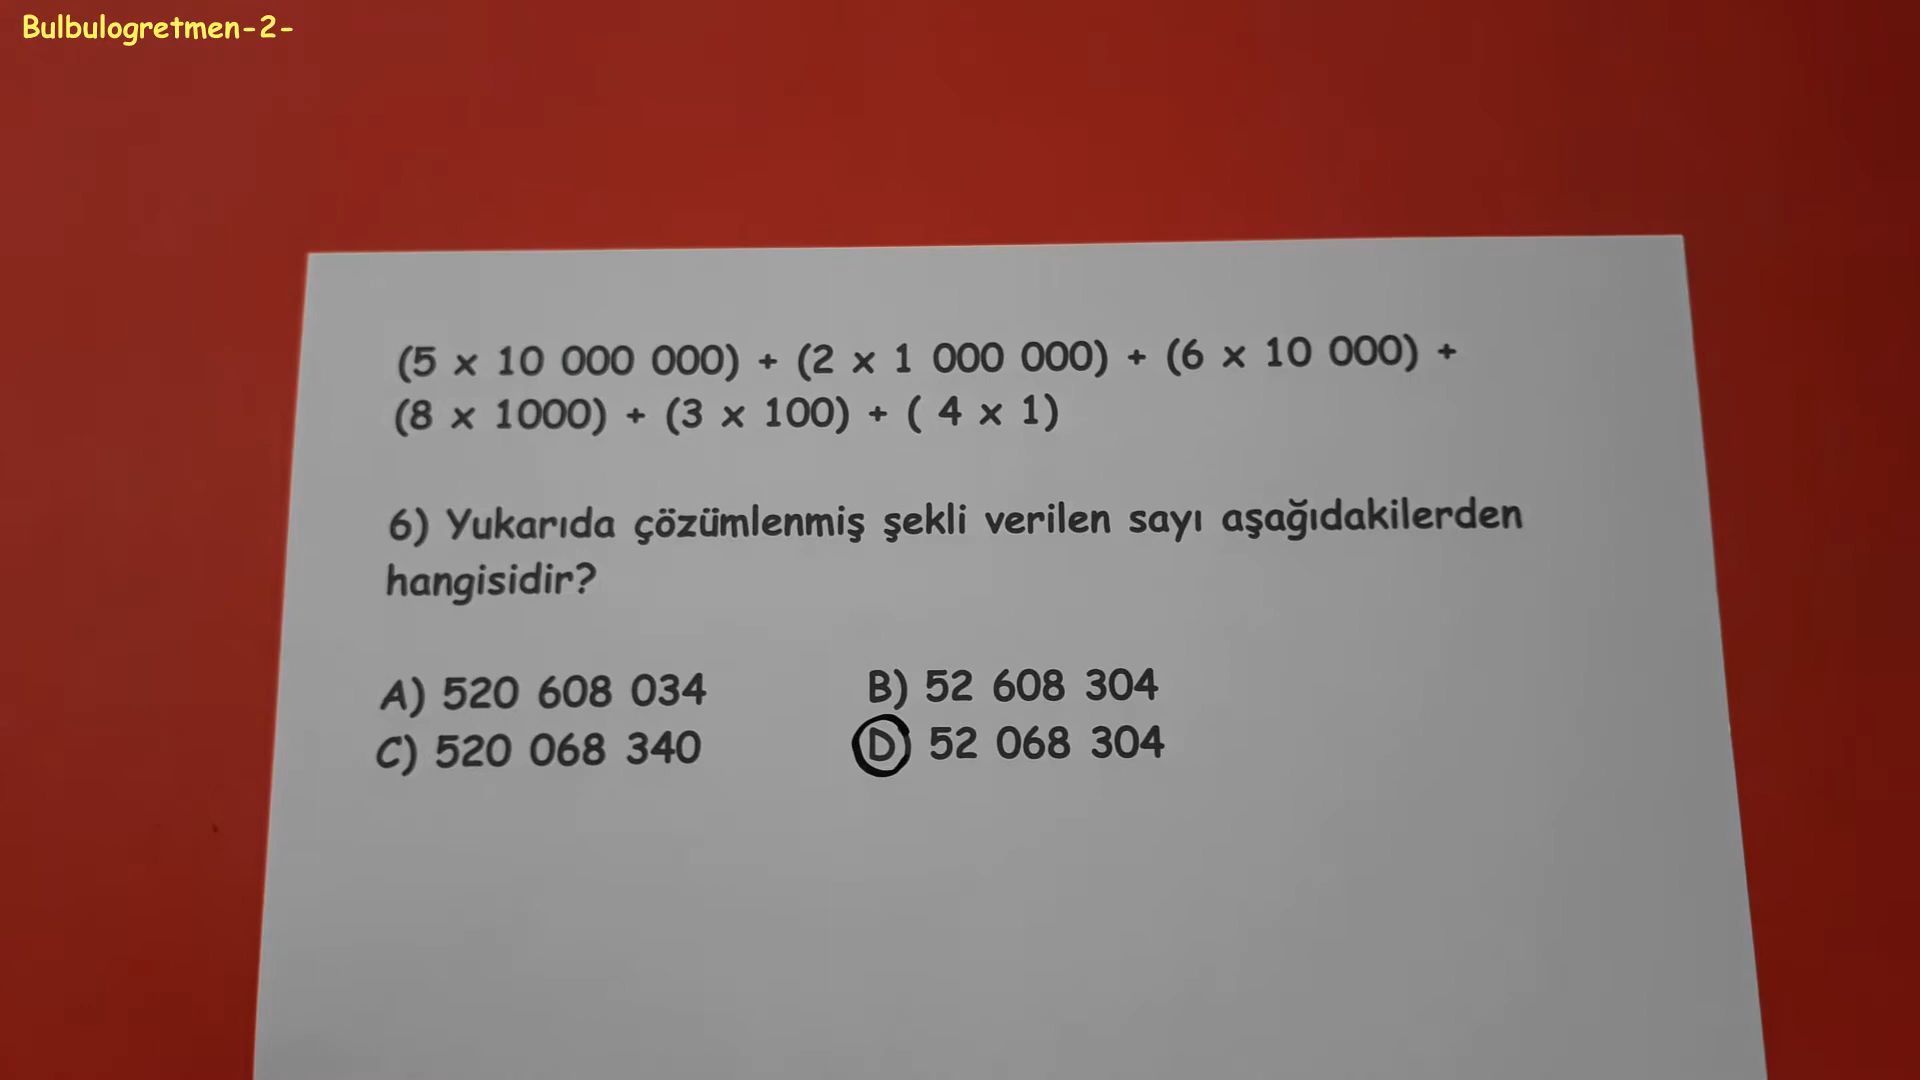 Bulbulogretmen-2-
(5 x 10 000 000) + (2 x 1 000 000) + (6 x 10 000) +
(8 x 1000) + (3 x 100) + ( 4 x 1)
6) Yukarıda çözümlenmiş şekli verilen sayı aşağıdakilerden
hangisidir?
A) 520 608 034 B) 52 608 304
C) 520 068 340 D) 52 068 304